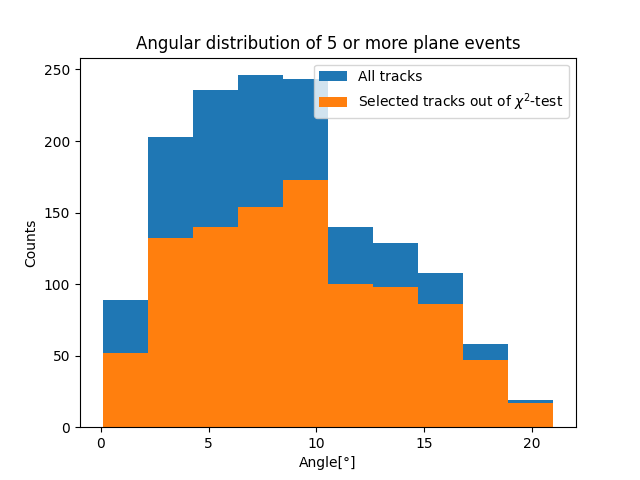 Angular distribution of 5 or more plane events
All tracks
Selected tracks out of χ²-test
250
200
150
100
50
0
Counts
0 5 10 15 20
Angle[°]